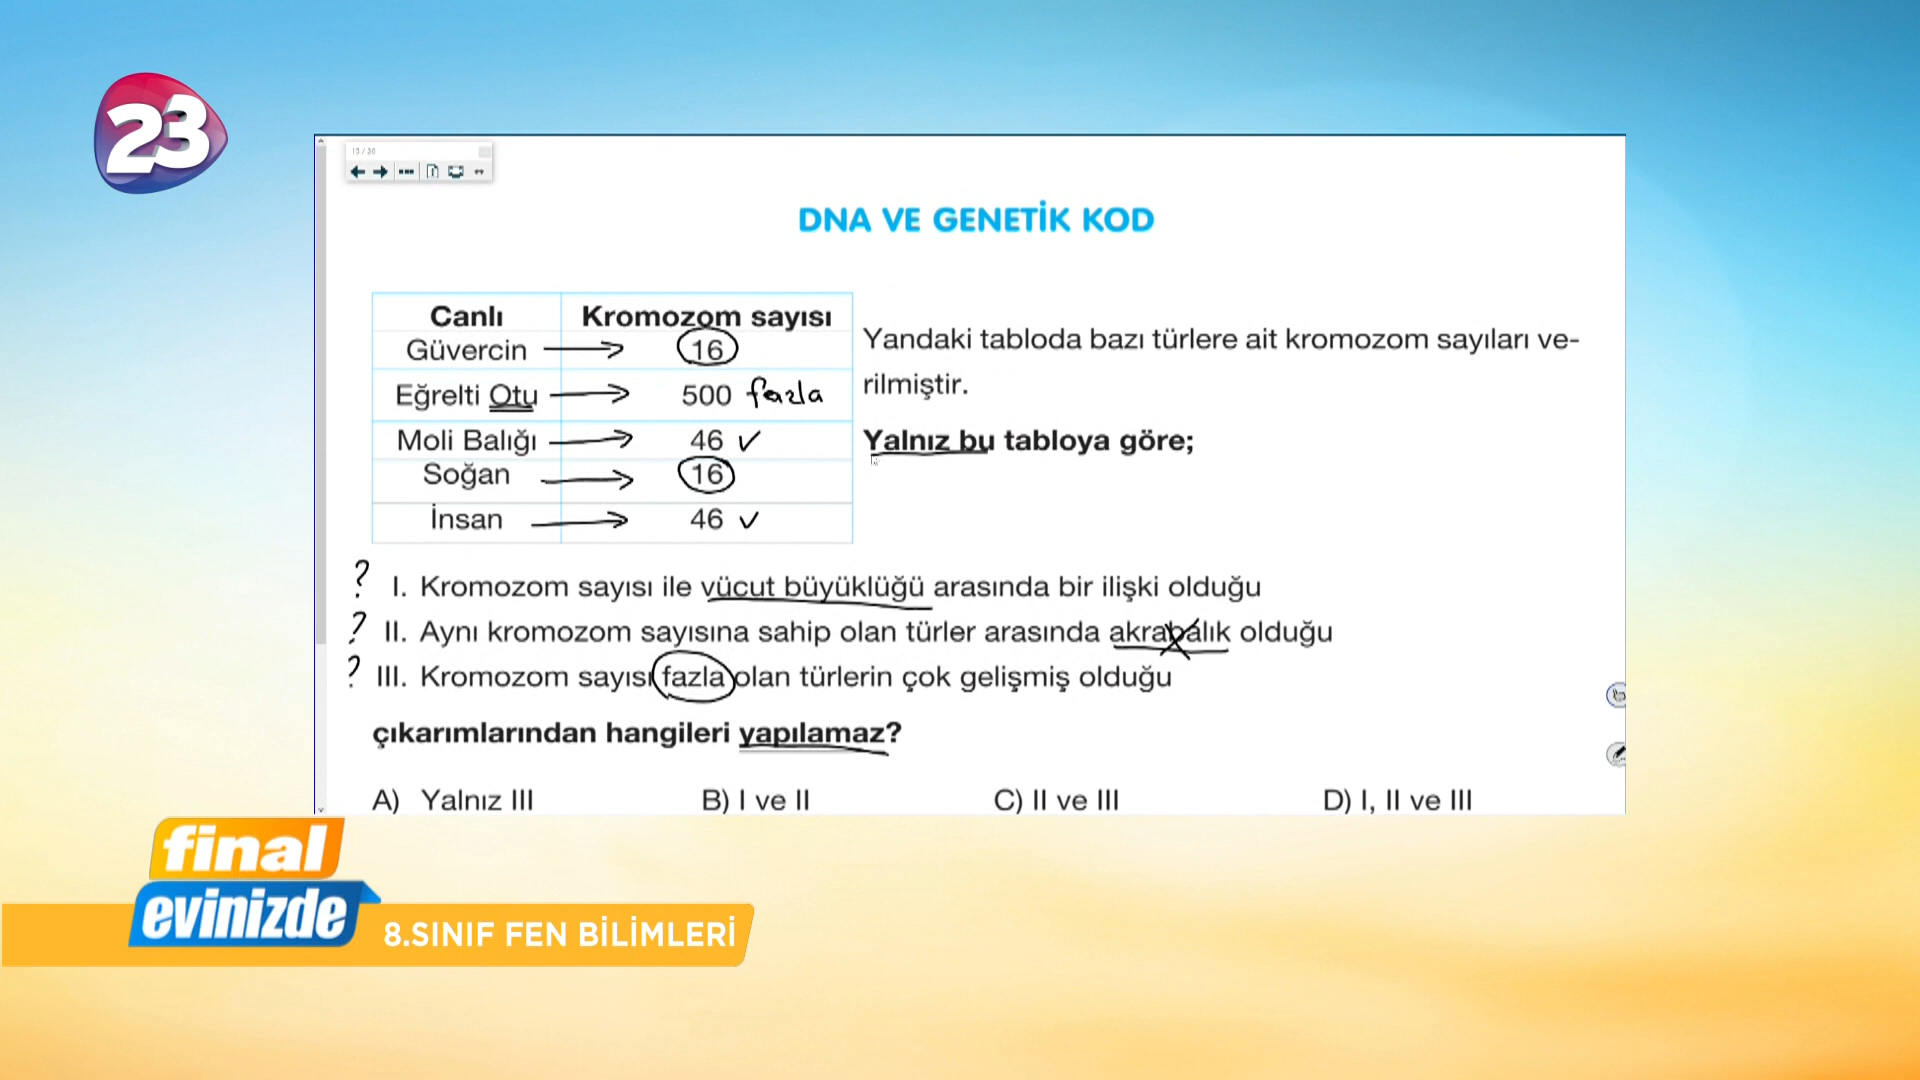 23
13 / 30
DNA VE GENETİK KOD
Canlı Kromozom sayısı
Güvercin 16
Eğrelti Otu 500 fazla
Moli Balığı 46
Soğan 16
İnsan 46
Yandaki tabloda bazı türlere ait kromozom sayıları ve-
rilmiştir.
Yalnız bu tabloya göre;
? I. Kromozom sayısı ile vücut büyüklüğü arasında bir ilişki olduğu
? II. Aynı kromozom sayısına sahip olan türler arasında akrabalık olduğu
? III. Kromozom sayısı fazla olan türlerin çok gelişmiş olduğu
çıkarımlarından hangileri yapılamaz?
A) Yalnız III B) I ve II C) II ve III D) I, II ve III
final
evinizde
8.SINIF FEN BİLİMLERİ